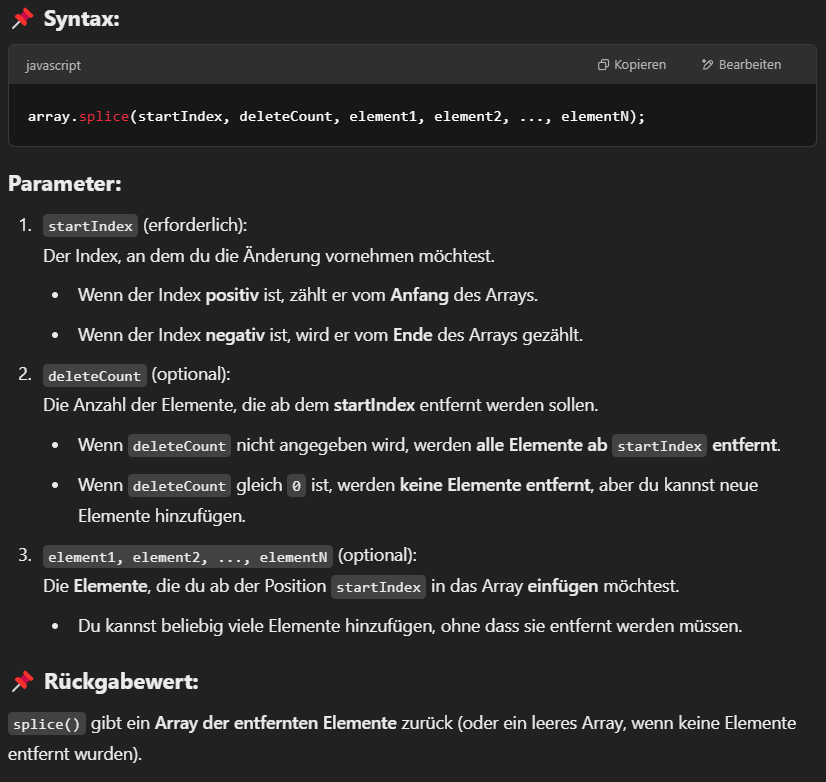 📌 Syntax:
javascript Kopieren Bearbeiten
array.splice(startIndex, deleteCount, element1, element2, ..., elementN);
Parameter:
1. startIndex (erforderlich):
Der Index, an dem du die Änderung vornehmen möchtest.
• Wenn der Index positiv ist, zählt er vom Anfang des Arrays.
• Wenn der Index negativ ist, wird er vom Ende des Arrays gezählt.
2. deleteCount (optional):
Die Anzahl der Elemente, die ab dem startIndex entfernt werden sollen.
• Wenn deleteCount nicht angegeben wird, werden alle Elemente ab startIndex entfernt.
• Wenn deleteCount gleich 0 ist, werden keine Elemente entfernt, aber du kannst neue
Elemente hinzufügen.
3. element1, element2, ..., elementN (optional):
Die Elemente, die du ab der Position startIndex in das Array einfügen möchtest.
• Du kannst beliebig viele Elemente hinzufügen, ohne dass sie entfernt werden müssen.
📌 Rückgabewert:
splice() gibt ein Array der entfernten Elemente zurück (oder ein leeres Array, wenn keine Elemente
entfernt wurden).